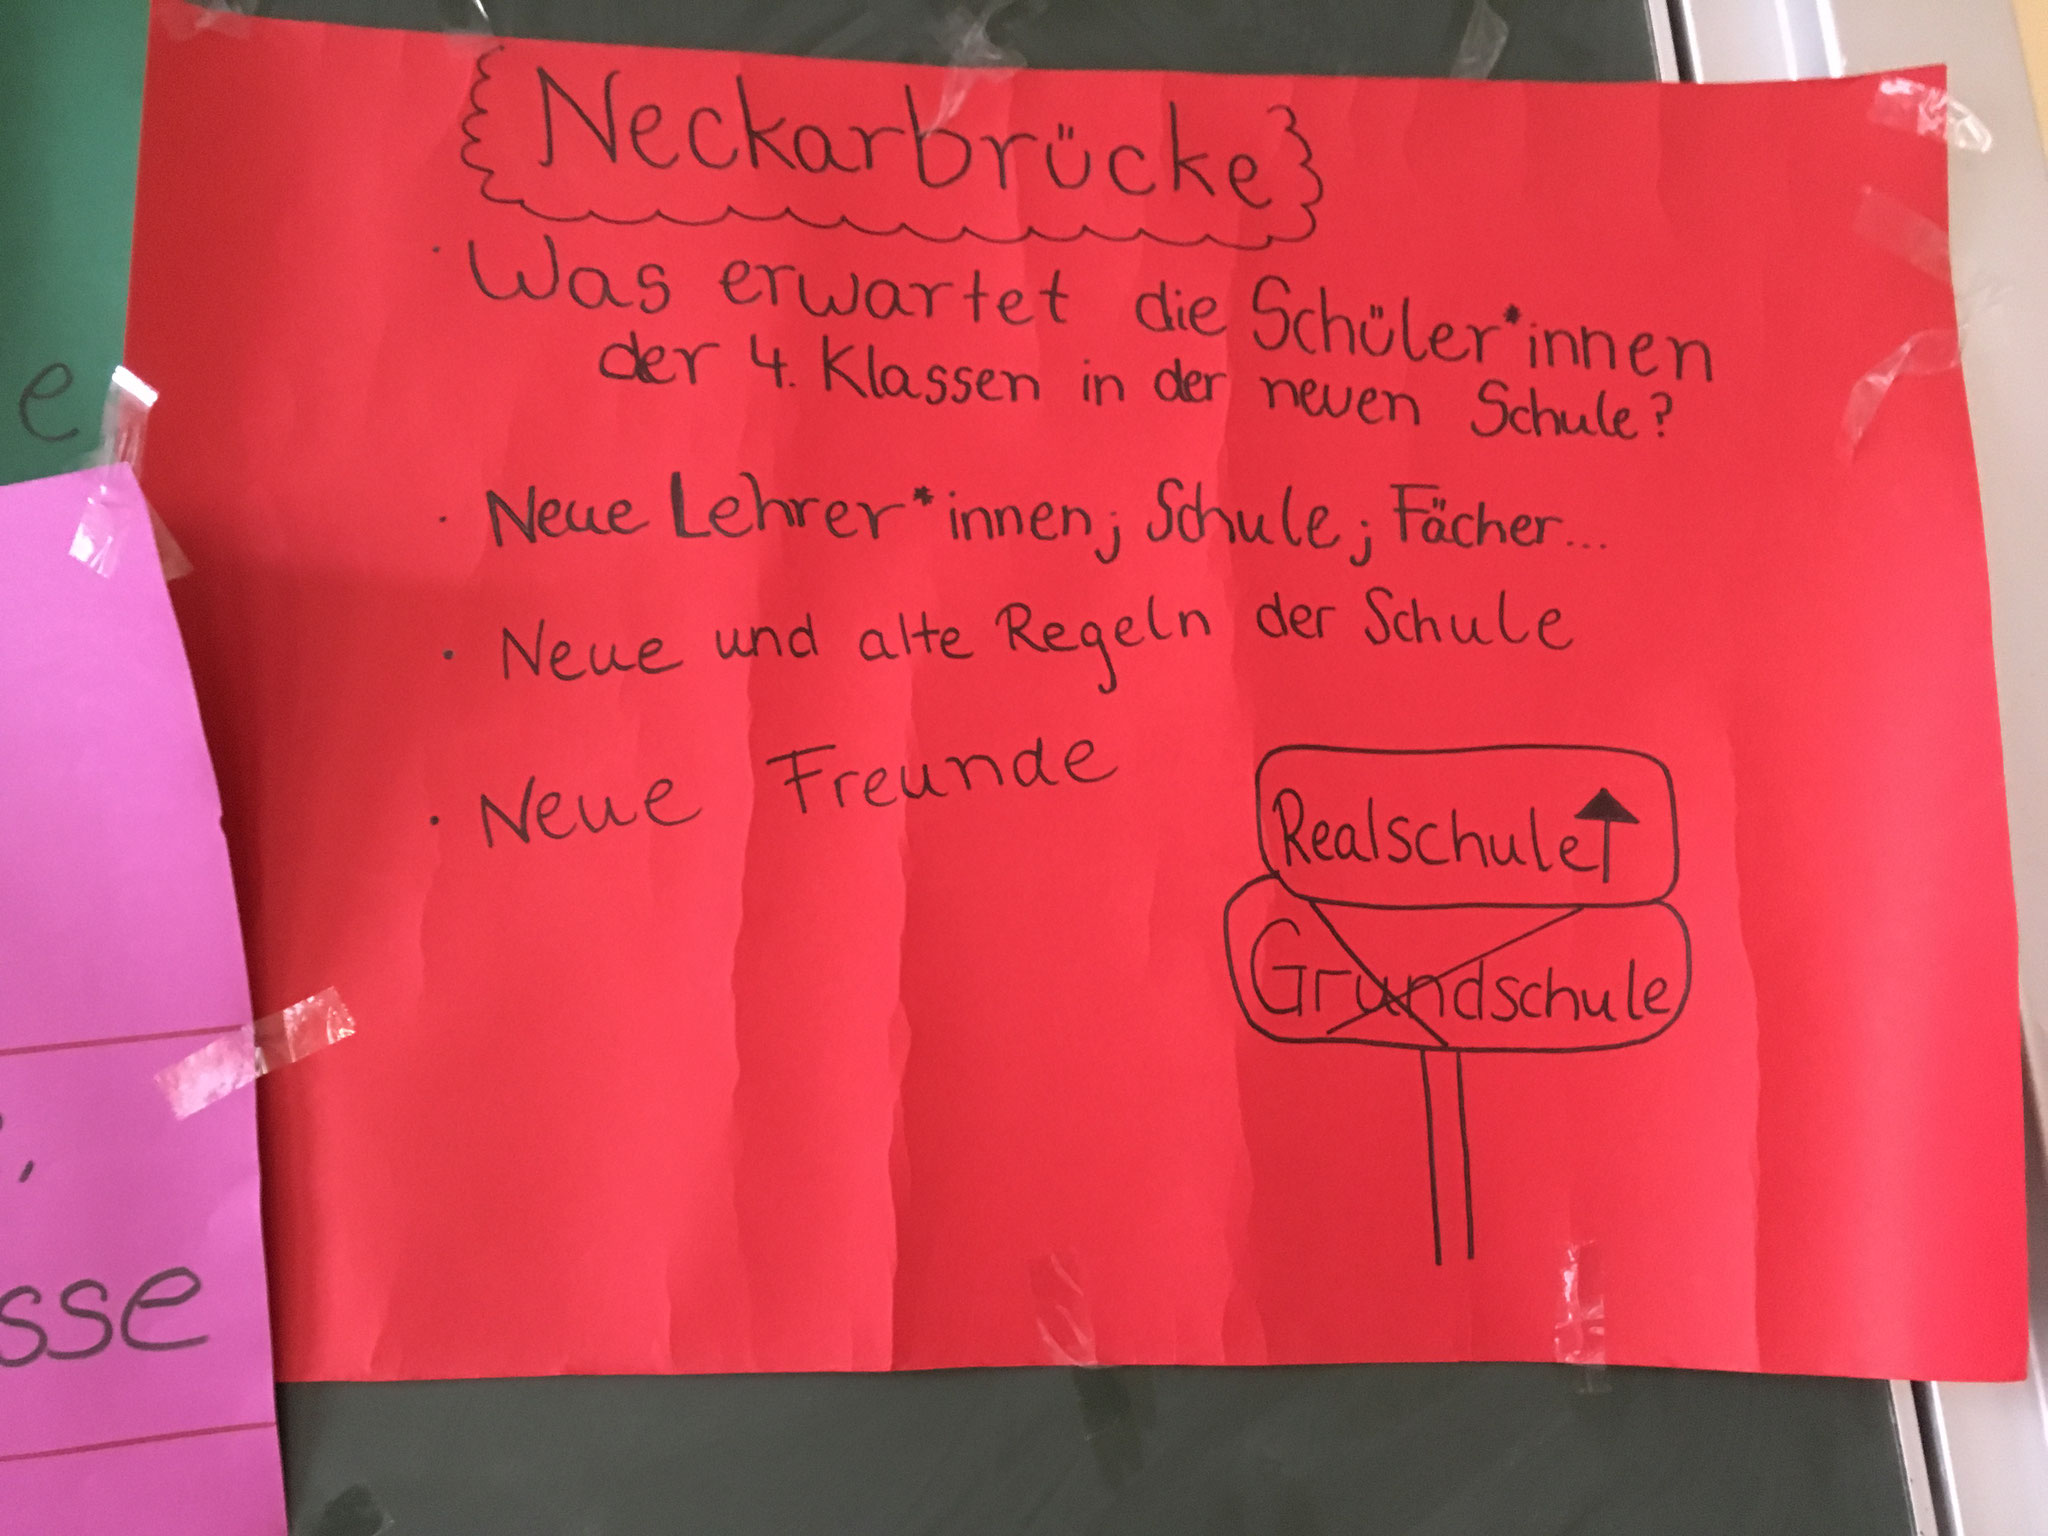 Neckarbrücke
· Was erwartet die Schüler*innen
der 4. Klassen in der neuen Schule?
· Neue Lehrer*innen; Schule; Fächer...
· Neue und alte Regeln der Schule
· Neue Freunde
Realschule↑
Grundschule
e
sse